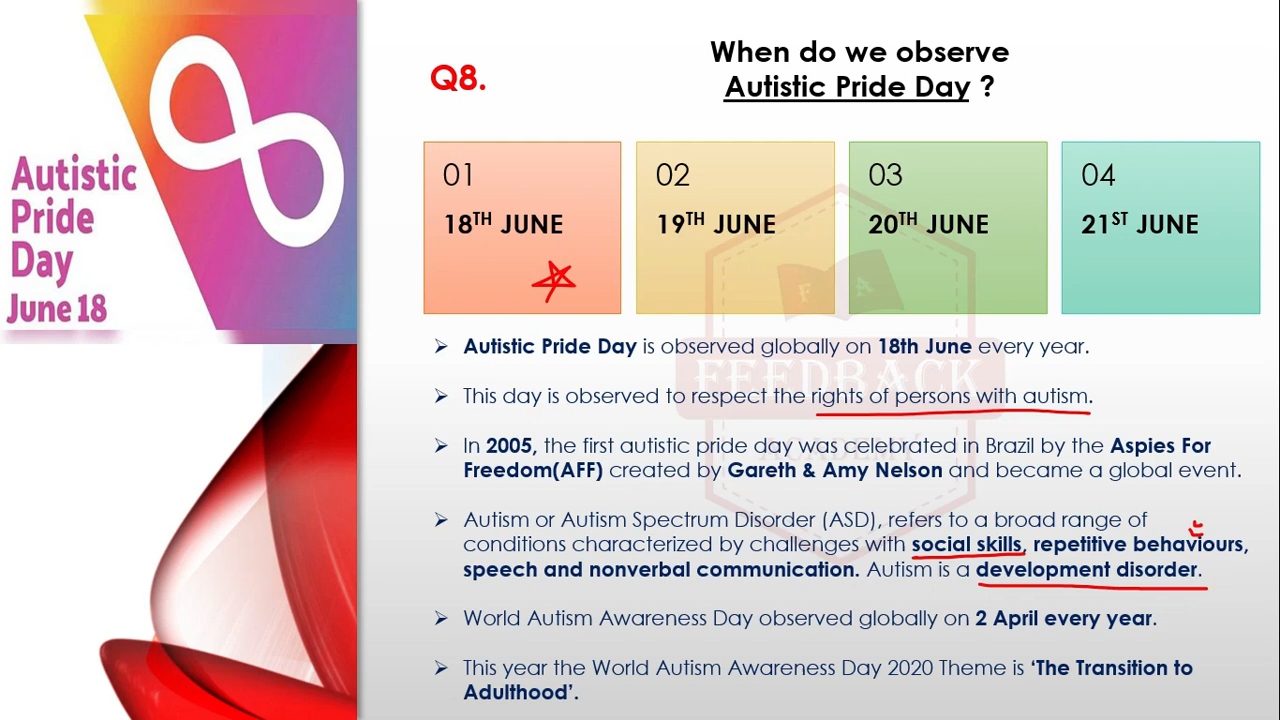 Autistic
Pride
Day
June 18
Q8.
When do we observe
Autistic Pride Day ?
01
18TH JUNE
02
19TH JUNE
03
20TH JUNE
04
21ST JUNE
F A
FEEDBACK
ACADEMY
➢ Autistic Pride Day is observed globally on 18th June every year.
➢ This day is observed to respect the rights of persons with autism.
➢ In 2005, the first autistic pride day was celebrated in Brazil by the Aspies For
Freedom(AFF) created by Gareth & Amy Nelson and became a global event.
➢ Autism or Autism Spectrum Disorder (ASD), refers to a broad range of
conditions characterized by challenges with social skills, repetitive behaviours,
speech and nonverbal communication. Autism is a development disorder.
➢ World Autism Awareness Day observed globally on 2 April every year.
➢ This year the World Autism Awareness Day 2020 Theme is ‘The Transition to
Adulthood’.